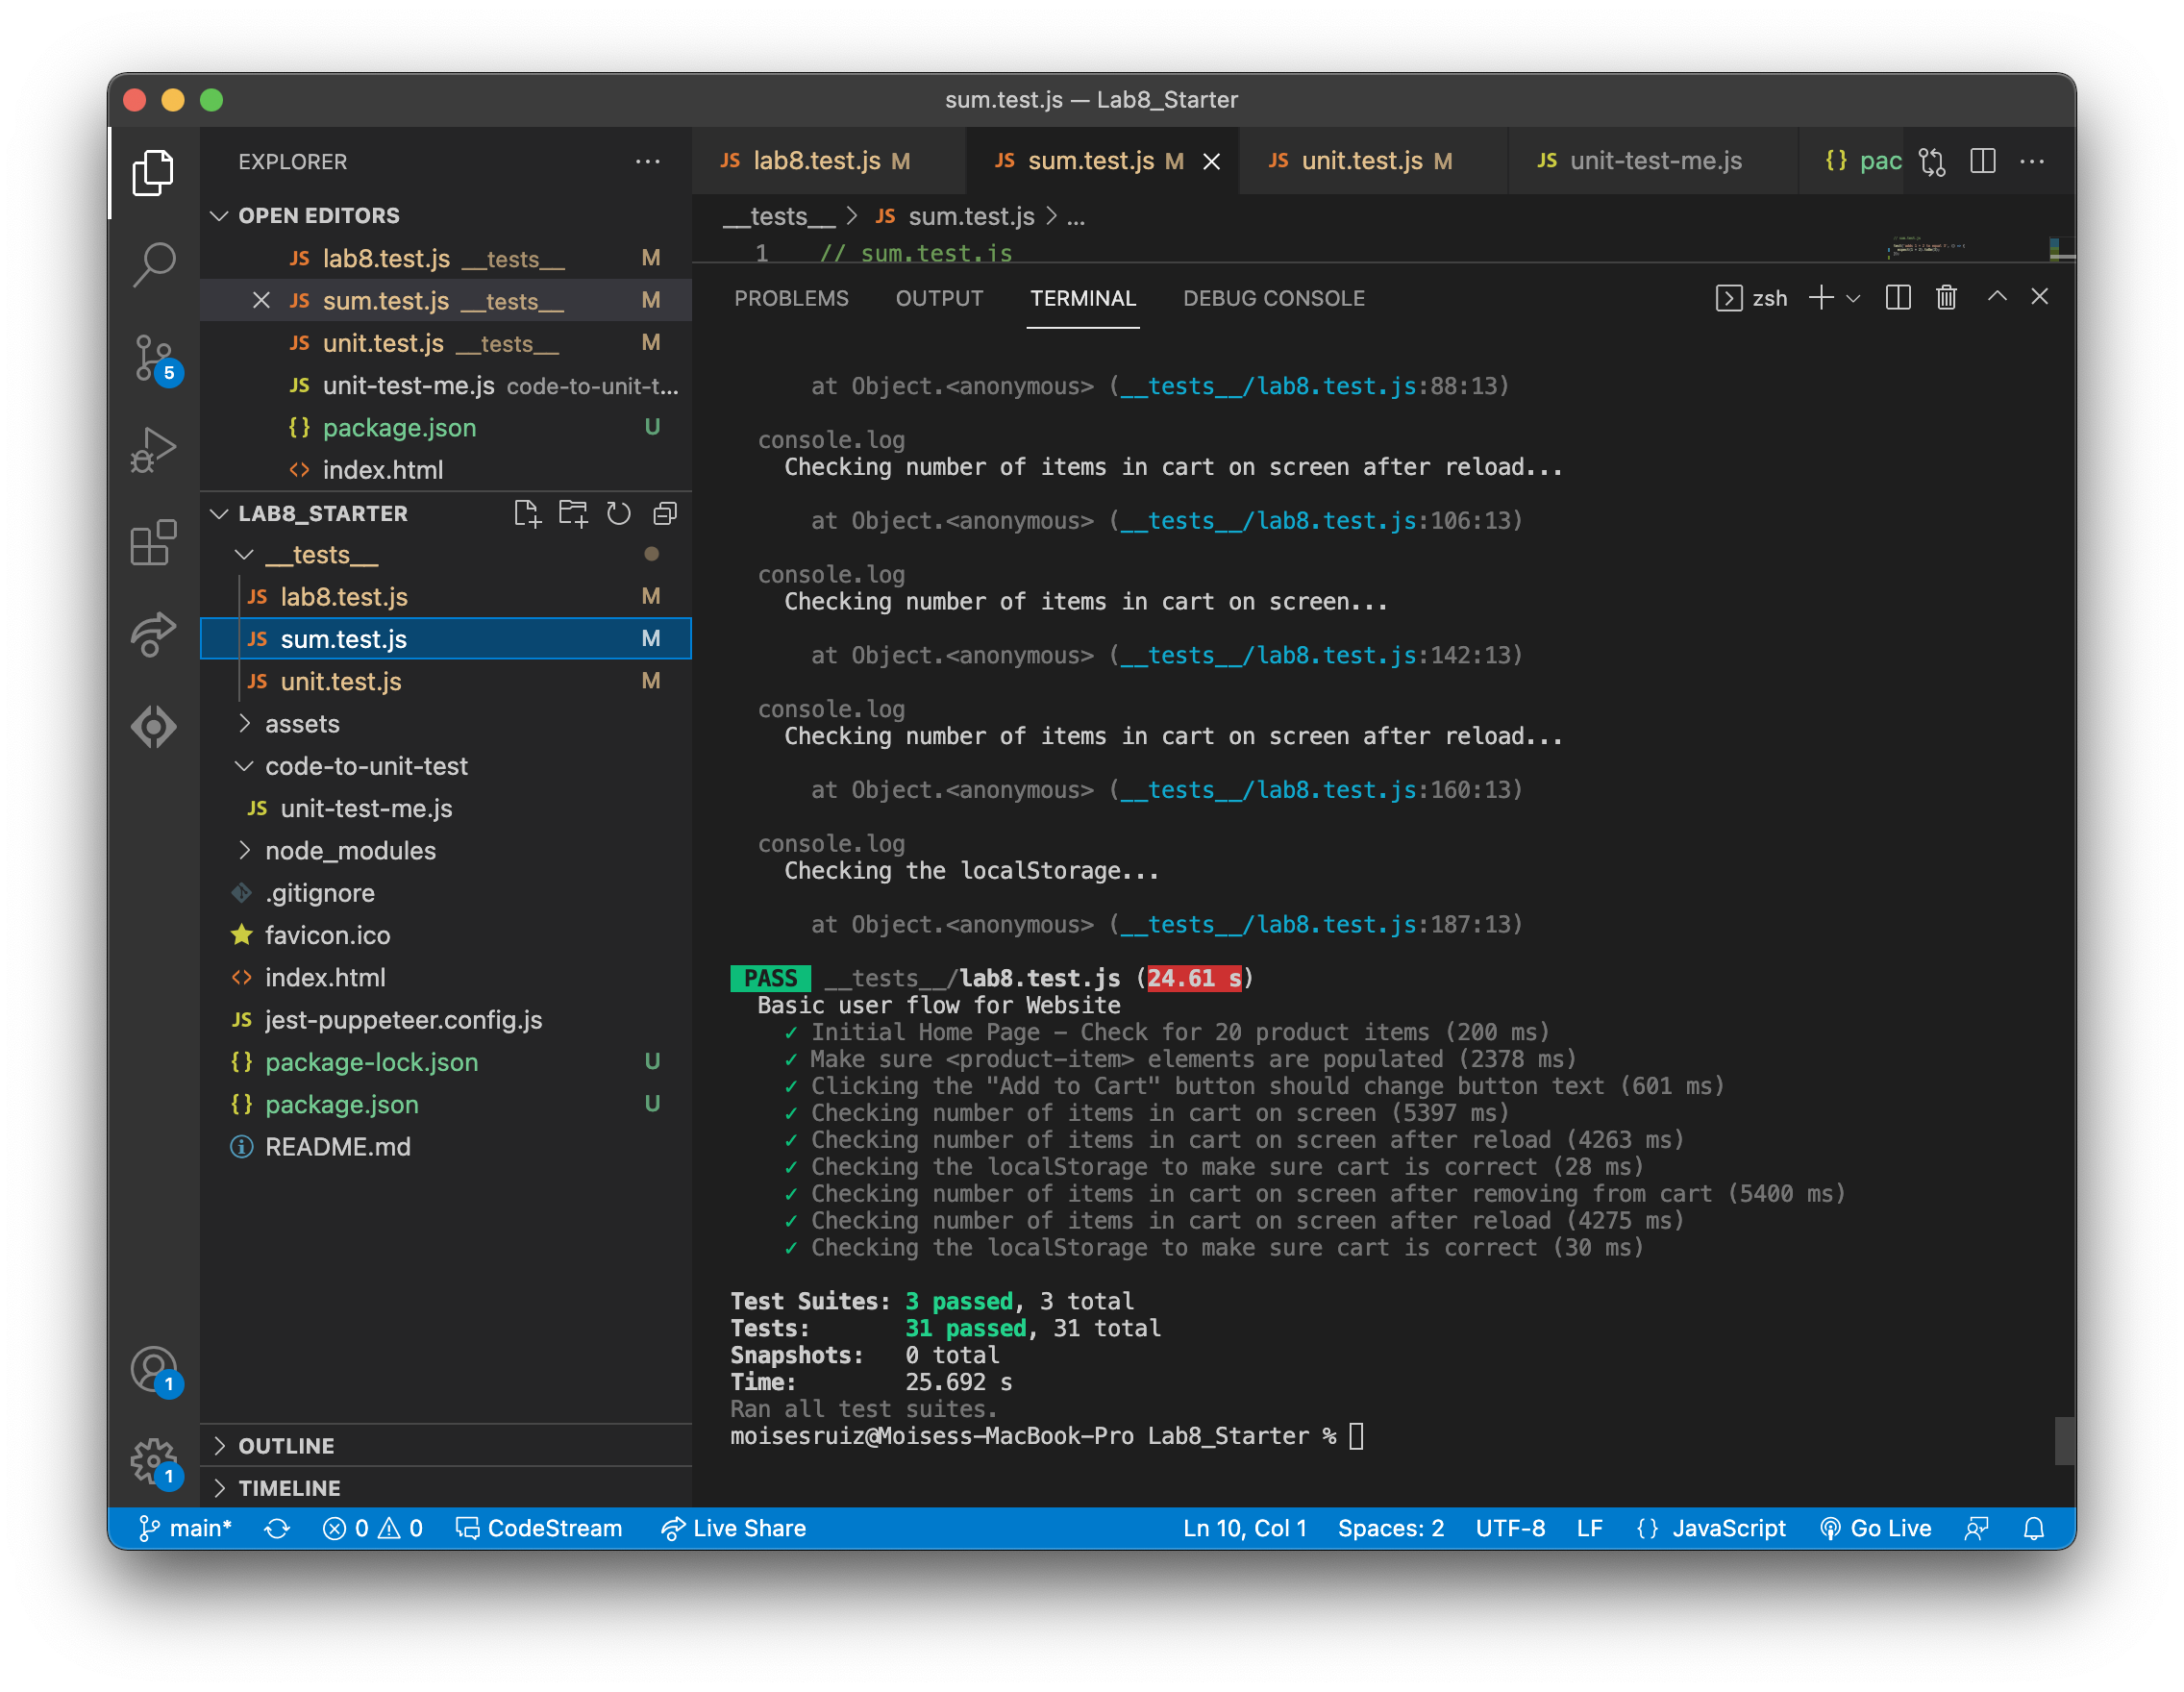 sum.test.js — Lab8_Starter
EXPLORER
OPEN EDITORS
JS lab8.test.js __tests__ M
JS sum.test.js __tests__ M
JS unit.test.js __tests__ M
JS unit-test-me.js code-to-unit-t...
{} package.json U
<> index.html
LAB8_STARTER
__tests__
JS lab8.test.js M
JS sum.test.js M
JS unit.test.js M
assets
code-to-unit-test
JS unit-test-me.js
node_modules
.gitignore
favicon.ico
<> index.html
JS jest-puppeteer.config.js
{} package-lock.json U
{} package.json U
README.md
OUTLINE
TIMELINE
5
1
1
JS lab8.test.js M
JS sum.test.js M
JS unit.test.js M
JS unit-test-me.js
{} pac
__tests__ > JS sum.test.js > ...
1 // sum.test.js
PROBLEMS OUTPUT TERMINAL DEBUG CONSOLE zsh
at Object.<anonymous> (__tests__/lab8.test.js:88:13)
console.log
Checking number of items in cart on screen after reload...
at Object.<anonymous> (__tests__/lab8.test.js:106:13)
console.log
Checking number of items in cart on screen...
at Object.<anonymous> (__tests__/lab8.test.js:142:13)
console.log
Checking number of items in cart on screen after reload...
at Object.<anonymous> (__tests__/lab8.test.js:160:13)
console.log
Checking the localStorage...
at Object.<anonymous> (__tests__/lab8.test.js:187:13)
PASS __tests__/lab8.test.js (24.61 s)
Basic user flow for Website
✓ Initial Home Page - Check for 20 product items (200 ms)
✓ Make sure <product-item> elements are populated (2378 ms)
✓ Clicking the "Add to Cart" button should change button text (601 ms)
✓ Checking number of items in cart on screen (5397 ms)
✓ Checking number of items in cart on screen after reload (4263 ms)
✓ Checking the localStorage to make sure cart is correct (28 ms)
✓ Checking number of items in cart on screen after removing from cart (5400 ms)
✓ Checking number of items in cart on screen after reload (4275 ms)
✓ Checking the localStorage to make sure cart is correct (30 ms)
Test Suites: 3 passed, 3 total
Tests: 31 passed, 31 total
Snapshots: 0 total
Time: 25.692 s
Ran all test suites.
moisesruiz@Moisess-MacBook-Pro Lab8_Starter %
main* 0 0 CodeStream Live Share Ln 10, Col 1 Spaces: 2 UTF-8 LF {} JavaScript Go Live